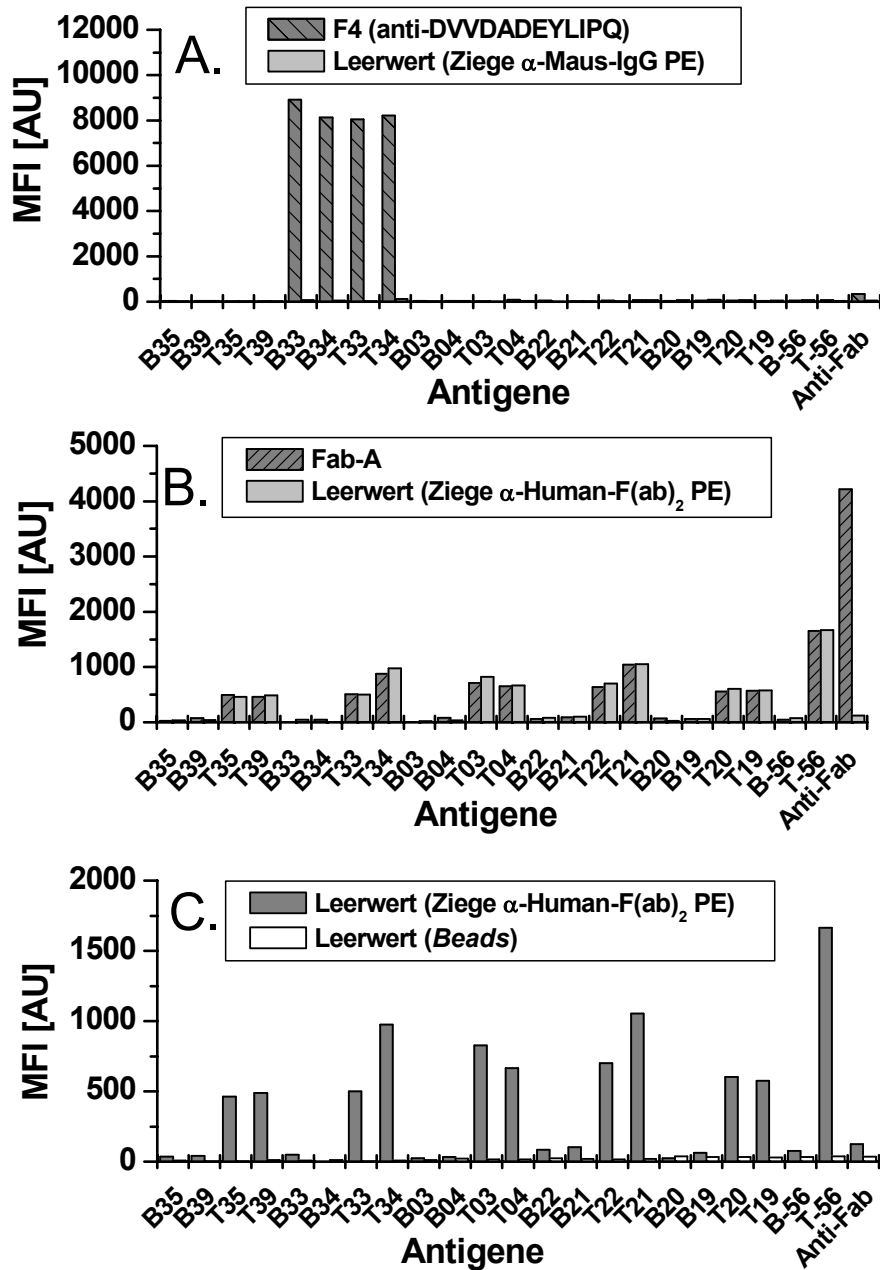 A.
F4 (anti-DVVDADEYLIPQ)
Leerwert (Ziege α-Maus-IgG PE)
MFI [AU]
12000
10000
8000
6000
4000
2000
0
B35 B39 T35 T39 B33 B34 T33 T34 B03 B04 T03 T04 B22 B21 T22 T21 B20 B19 T20 T19 B-56 T-56 Anti-Fab
Antigene
B.
Fab-A
Leerwert (Ziege α-Human-F(ab)₂ PE)
MFI [AU]
5000
4000
3000
2000
1000
0
B35 B39 T35 T39 B33 B34 T33 T34 B03 B04 T03 T04 B22 B21 T22 T21 B20 B19 T20 T19 B-56 T-56 Anti-Fab
Antigene
C.
Leerwert (Ziege α-Human-F(ab)₂ PE)
Leerwert (Beads)
MFI [AU]
2000
1500
1000
500
0
B35 B39 T35 T39 B33 B34 T33 T34 B03 B04 T03 T04 B22 B21 T22 T21 B20 B19 T20 T19 B-56 T-56 Anti-Fab
Antigene